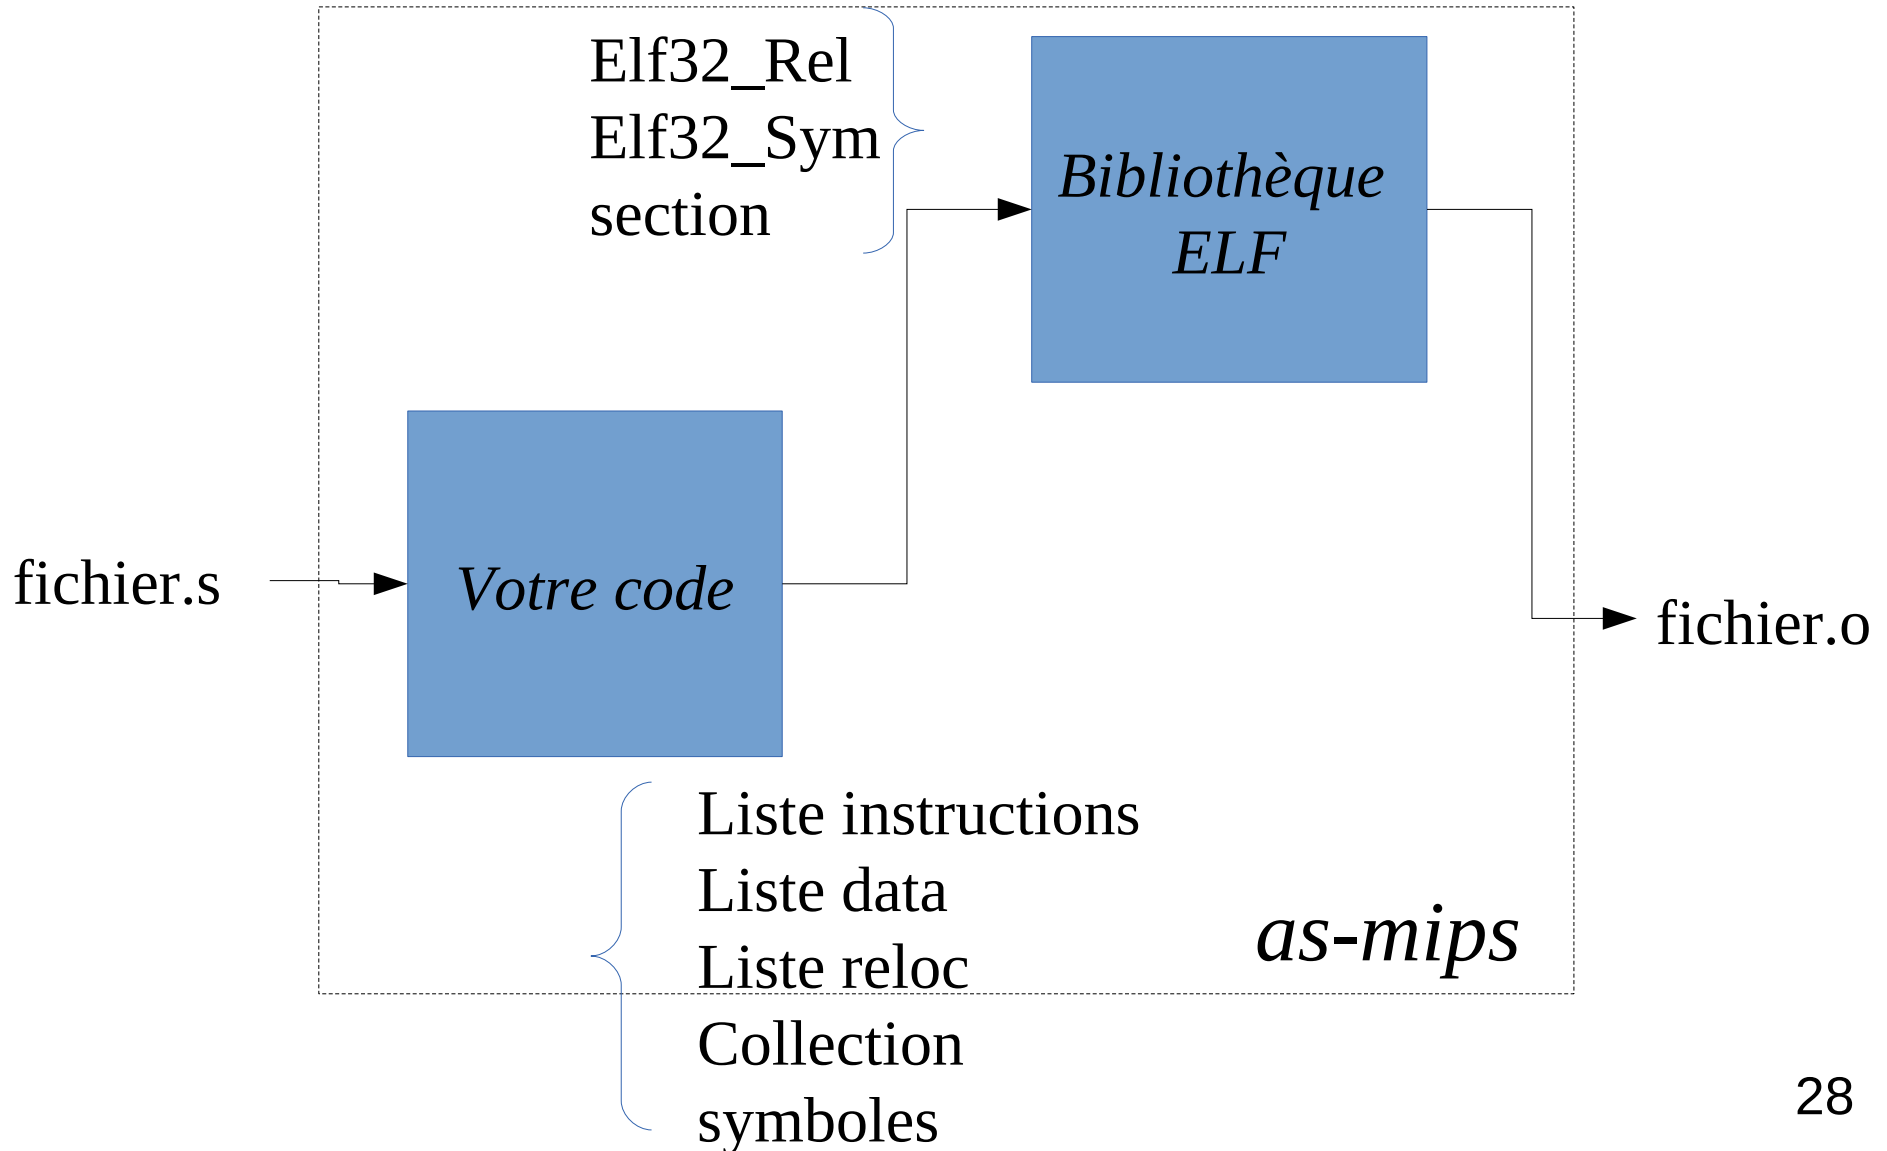 Elf32_Rel
Elf32_Sym
section
Bibliothèque
ELF
Votre code
fichier.s
fichier.o
Liste instructions
Liste data
Liste reloc
Collection
symboles
as-mips
28